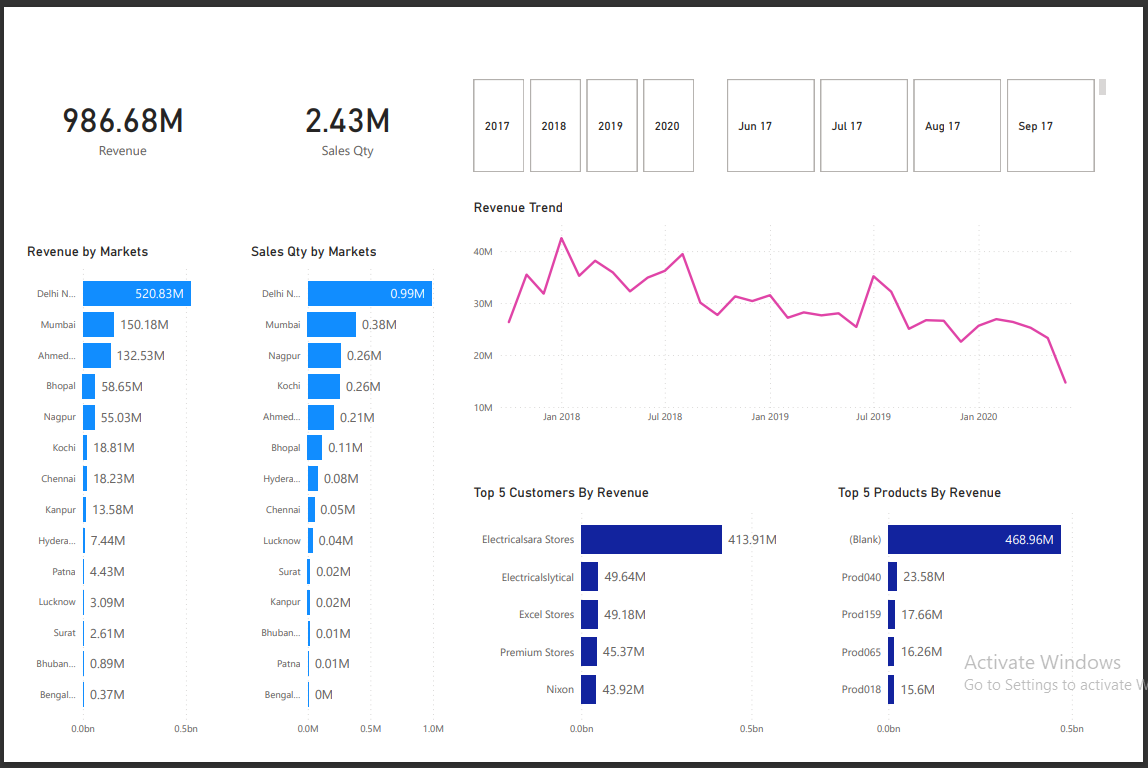 986.68M
Revenue
2.43M
Sales Qty
2017
2018
2019
2020
Jun 17
Jul 17
Aug 17
Sep 17
Revenue Trend
40M
30M
20M
10M
Jan 2018
Jul 2018
Jan 2019
Jul 2019
Jan 2020
Revenue by Markets
Delhi N... 520.83M
Mumbai 150.18M
Ahmed... 132.53M
Bhopal 58.65M
Nagpur 55.03M
Kochi 18.81M
Chennai 18.23M
Kanpur 13.58M
Hydera... 7.44M
Patna 4.43M
Lucknow 3.09M
Surat 2.61M
Bhuban... 0.89M
Bengal... 0.37M
0.0bn 0.5bn
Sales Qty by Markets
Delhi N... 0.99M
Mumbai 0.38M
Nagpur 0.26M
Kochi 0.26M
Ahmed... 0.21M
Bhopal 0.11M
Hydera... 0.08M
Chennai 0.05M
Lucknow 0.04M
Surat 0.02M
Kanpur 0.02M
Bhuban... 0.01M
Patna 0.01M
Bengal... 0M
0.0M 0.5M 1.0M
Top 5 Customers By Revenue
Electricalsara Stores 413.91M
Electricalslytical 49.64M
Excel Stores 49.18M
Premium Stores 45.37M
Nixon 43.92M
0.0bn 0.5bn
Top 5 Products By Revenue
(Blank) 468.96M
Prod040 23.58M
Prod159 17.66M
Prod065 16.26M
Prod018 15.6M
0.0bn 0.5bn
Activate Windows
Go to Settings to activate W